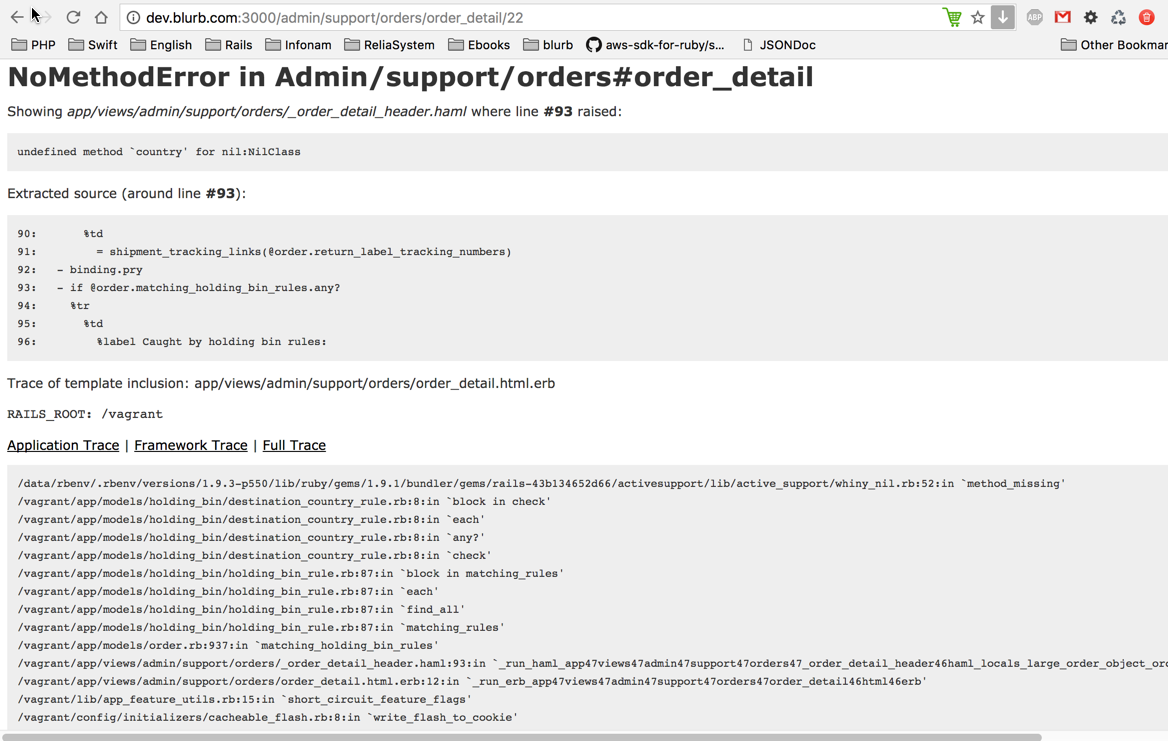 dev.blurb.com:3000/admin/support/orders/order_detail/22
ABP
PHP Swift English Rails Infonam ReliaSystem Ebooks blurb aws-sdk-for-ruby/s... JSONDoc Other Bookmar
NoMethodError in Admin/support/orders#order_detail
Showing app/views/admin/support/orders/_order_detail_header.haml where line #93 raised:
undefined method `country' for nil:NilClass
Extracted source (around line #93):
90:       %td
91:         = shipment_tracking_links(@order.return_label_tracking_numbers)
92:   - binding.pry
93:   - if @order.matching_holding_bin_rules.any?
94:     %tr
95:       %td
96:         %label Caught by holding bin rules:
Trace of template inclusion: app/views/admin/support/orders/order_detail.html.erb
RAILS_ROOT: /vagrant
Application Trace | Framework Trace | Full Trace
/data/rbenv/.rbenv/versions/1.9.3-p550/lib/ruby/gems/1.9.1/bundler/gems/rails-43b134652d66/activesupport/lib/active_support/whiny_nil.rb:52:in `method_missing'
/vagrant/app/models/holding_bin/destination_country_rule.rb:8:in `block in check'
/vagrant/app/models/holding_bin/destination_country_rule.rb:8:in `each'
/vagrant/app/models/holding_bin/destination_country_rule.rb:8:in `any?'
/vagrant/app/models/holding_bin/destination_country_rule.rb:8:in `check'
/vagrant/app/models/holding_bin/holding_bin_rule.rb:87:in `block in matching_rules'
/vagrant/app/models/holding_bin/holding_bin_rule.rb:87:in `each'
/vagrant/app/models/holding_bin/holding_bin_rule.rb:87:in `find_all'
/vagrant/app/models/holding_bin/holding_bin_rule.rb:87:in `matching_rules'
/vagrant/app/models/order.rb:937:in `matching_holding_bin_rules'
/vagrant/app/views/admin/support/orders/_order_detail_header.haml:93:in `_run_haml_app47views47admin47support47orders47_order_detail_header46haml_locals_large_order_object_ord
/vagrant/app/views/admin/support/orders/order_detail.html.erb:12:in `_run_erb_app47views47admin47support47orders47order_detail46html46erb'
/vagrant/lib/app_feature_utils.rb:15:in `short_circuit_feature_flags'
/vagrant/config/initializers/cacheable_flash.rb:8:in `write_flash_to_cookie'